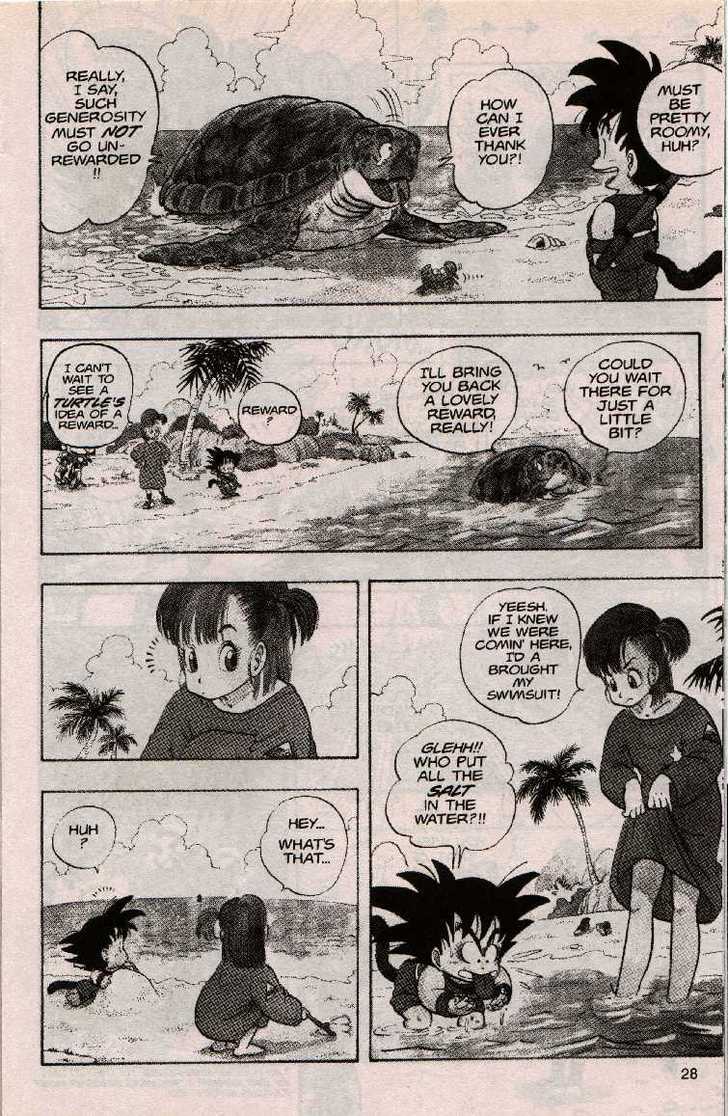 MUST
BE
PRETTY
ROOMY,
HUH?
HOW
CAN I
EVER
THANK
YOU?!
REALLY,
I SAY,
SUCH
GENEROSITY
MUST NOT
GO UN-
REWARDED
!!
COULD
YOU WAIT
THERE FOR
JUST A
LITTLE
BIT?
I'LL BRING
YOU BACK
A LOVELY
REWARD,
REALLY!
REWARD
?
I CAN'T
WAIT TO
SEE A
TURTLE'S
IDEA OF A
REWARD...
YEESH.
IF I KNEW
WE WERE
COMIN' HERE,
I'D A
BROUGHT
MY
SWIMSUIT!
GLEHH!!
WHO PUT
ALL THE
SALT
IN THE
WATER?!!
HEY...
WHAT'S
THAT...
HUH
?
28